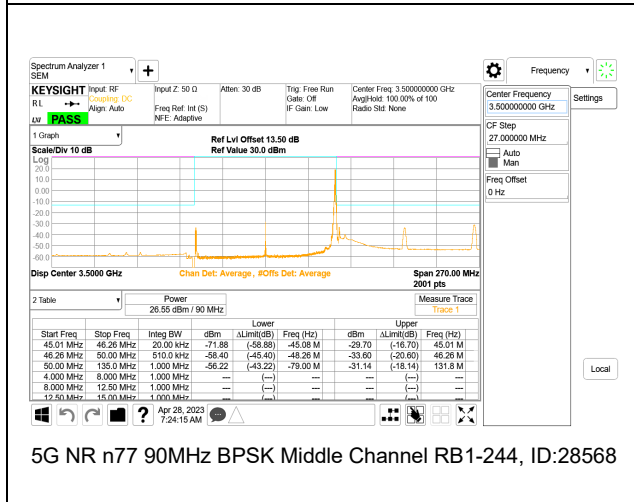 Spectrum Analyzer 1
SEM
+
Frequency
KEYSIGHT
RL
LXI PASS
Input: RF
Coupling: DC
Align: Auto
Input Z: 50 Ω
Freq Ref: Int (S)
NFE: Adaptive
Atten: 30 dB
Trig: Free Run
Gate: Off
IF Gain: Low
Center Freq: 3.500000000 GHz
Avg|Hold: 100.00% of 100
Radio Std: None
Center Frequency
3.500000000 GHz
Settings
CF Step
27.000000 MHz
Auto
Man
Freq Offset
0 Hz
Local
1 Graph
Scale/Div 10 dB
Ref Lvl Offset 13.50 dB
Ref Value 30.0 dBm
Log
20.0
10.0
0.00
-10.0
-20.0
-30.0
-40.0
-50.0
-60.0
Disp Center 3.5000 GHz
Chan Det: Average, #Offs Det: Average
Span 270.00 MHz
2001 pts
2 Table
Power
26.55 dBm / 90 MHz
Measure Trace
Trace 1
Lower Upper
Start Freq Stop Freq Integ BW dBm ΔLimit(dB) Freq (Hz) dBm ΔLimit(dB) Freq (Hz)
45.01 MHz 46.26 MHz 20.00 kHz -71.88 (-58.88) -45.08 M -29.70 (-16.70) 45.01 M
46.26 MHz 50.00 MHz 510.0 kHz -58.40 (-45.40) -48.26 M -33.60 (-20.60) 46.26 M
50.00 MHz 135.0 MHz 1.000 MHz -56.22 (-43.22) -79.00 M -31.14 (-18.14) 131.8 M
4.000 MHz 8.000 MHz 1.000 MHz --- (---) --- --- (---) ---
8.000 MHz 12.50 MHz 1.000 MHz --- (---) --- --- (---) ---
12.50 MHz 15.00 MHz 1.000 MHz --- (---) --- --- (---) ---
? Apr 28, 2023
7:24:15 AM
5G NR n77 90MHz BPSK Middle Channel RB1-244, ID:28568